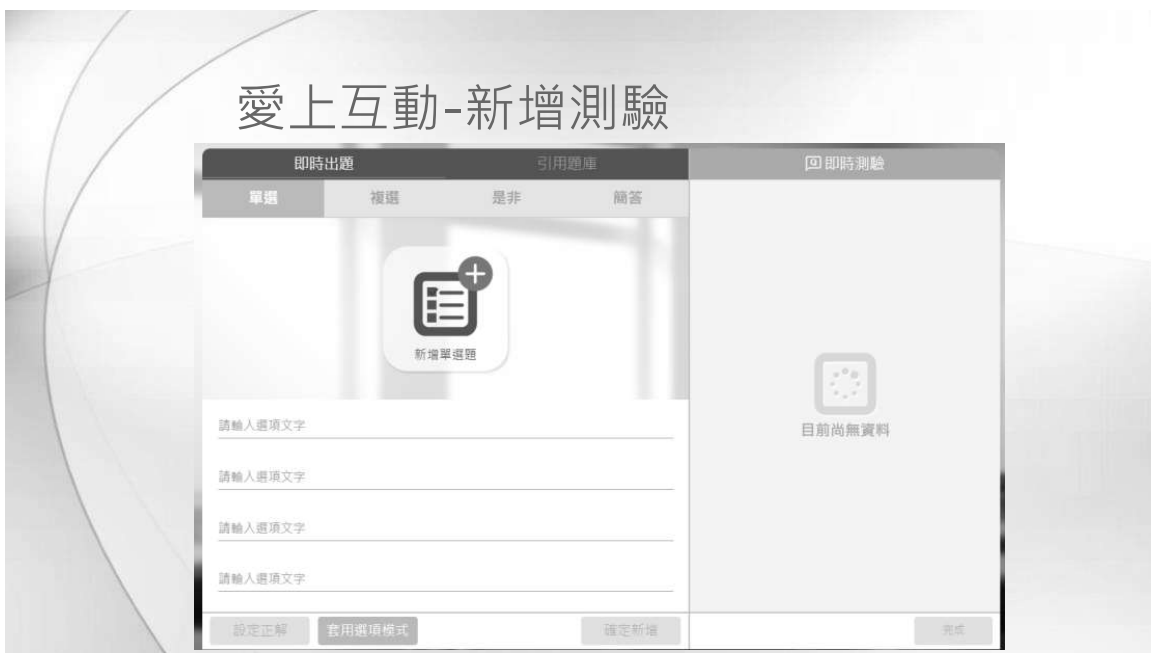 愛上互動-新增測驗
即時出題 引用題庫 即時測驗
單選 複選 是非 簡答
新增單選題
請輸入選項文字
目前尚無資料
請輸入選項文字
請輸入選項文字
請輸入選項文字
設定正解 套用選項模式 確定新增 完成